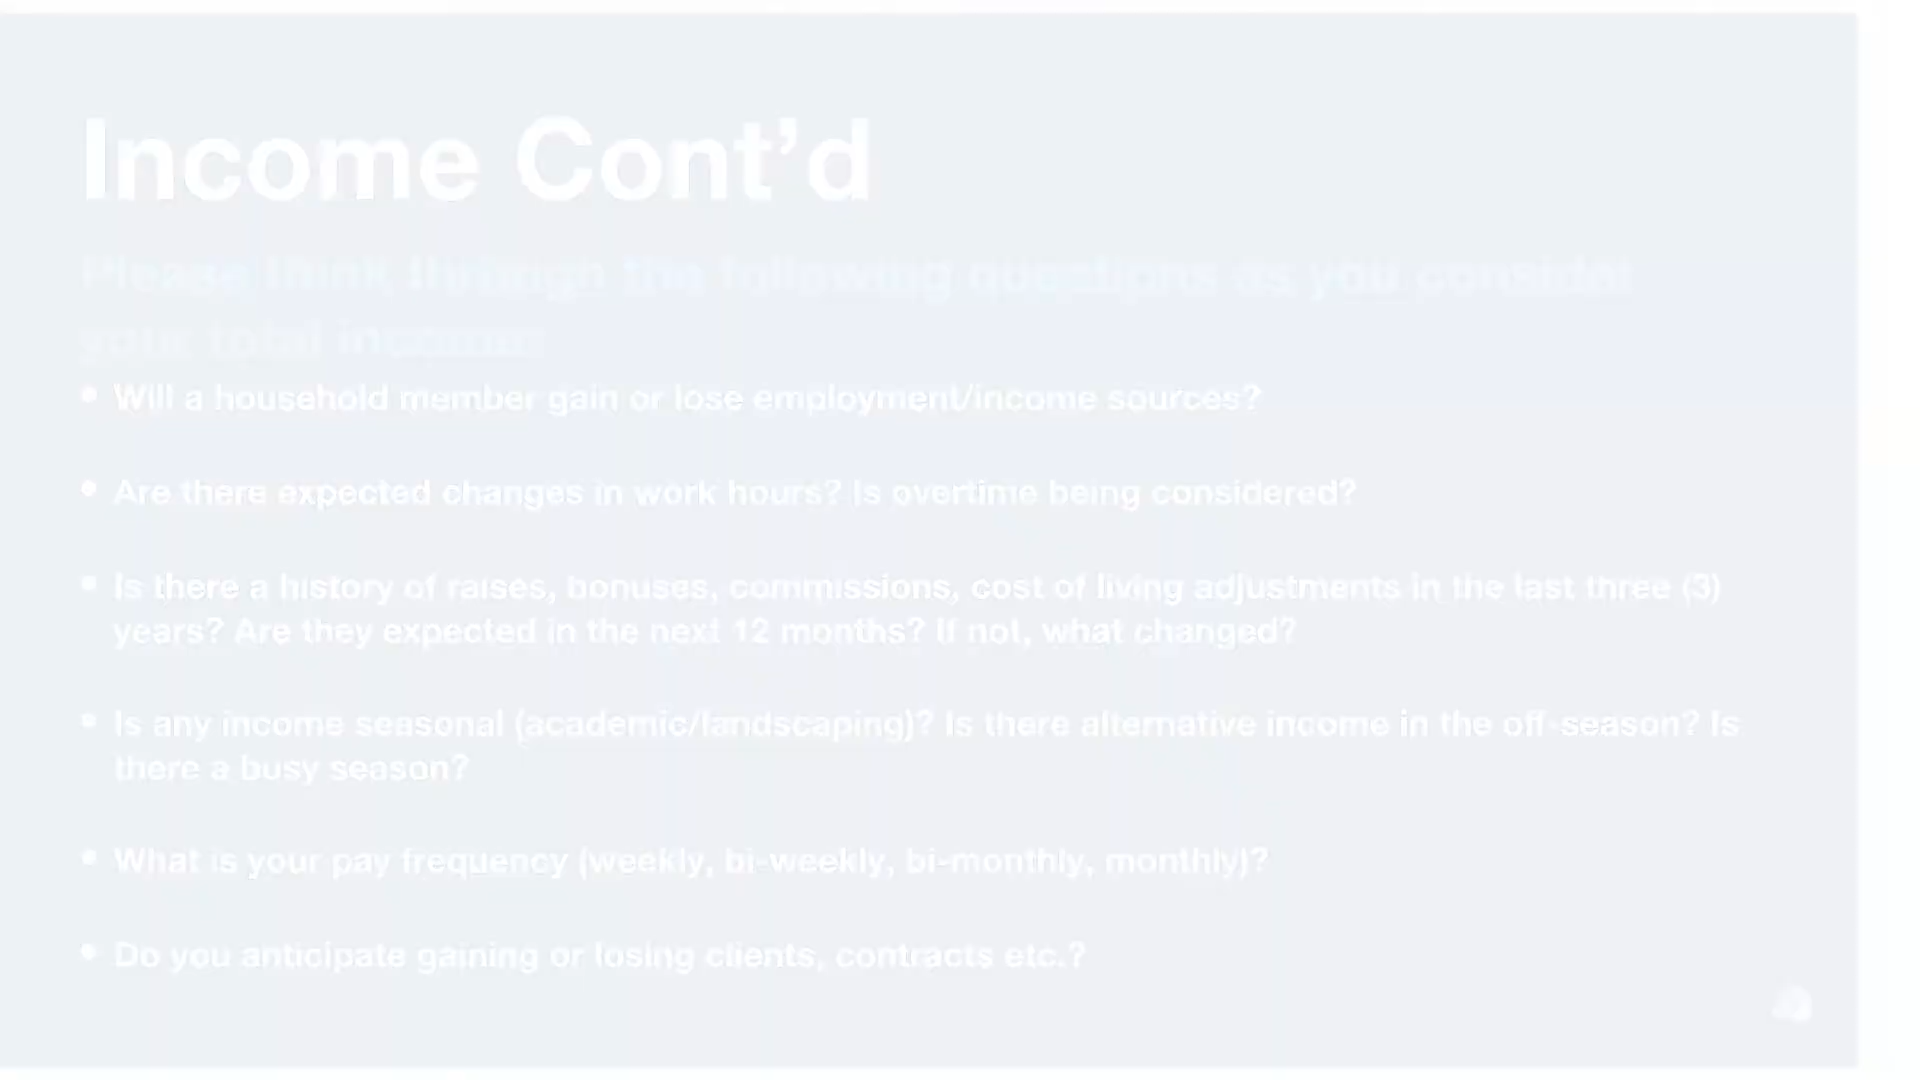 Income Cont’d
Please think through the following questions as you consider
your total income:
• Will a household member gain or lose employment/income sources?
• Are there expected changes in work hours? Is overtime being considered?
• Is there a history of raises, bonuses, commissions, cost of living adjustments in the last three (3)
years? Are they expected in the next 12 months? If not, what changed?
• Is any income seasonal (academic/landscaping)? Is there alternative income in the off-season? Is
there a busy season?
• What is your pay frequency (weekly, bi-weekly, bi-monthly, monthly)?
• Do you anticipate gaining or losing clients, contracts etc.?